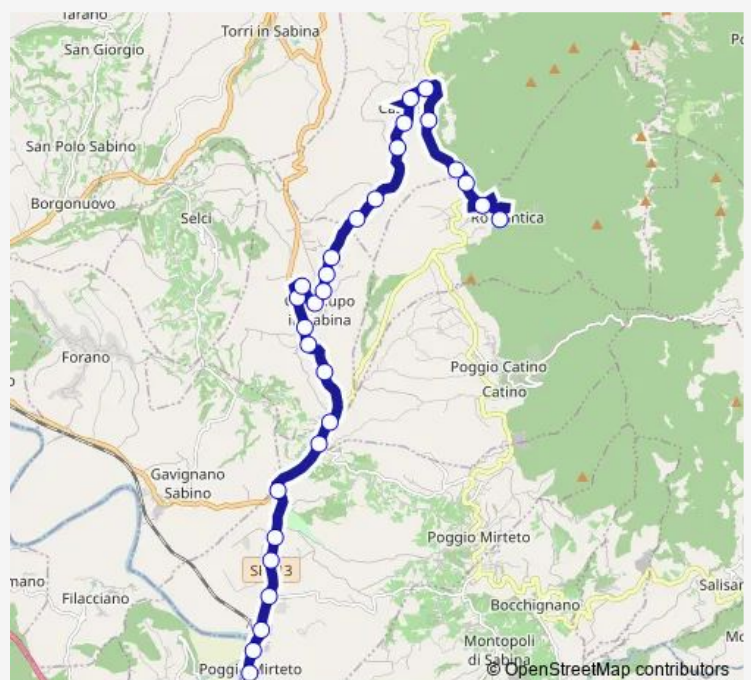 Tarano
San Giorgio
Torri in Sabina
San Polo Sabino
Borgonuovo
Selci
Forano
Poggio Catino
Catino
Gavignano
Sabino
Poggio Mirteto
Filacciano
Bocchignano
Montopoli
di Sabina
© OpenStreetMap contributors